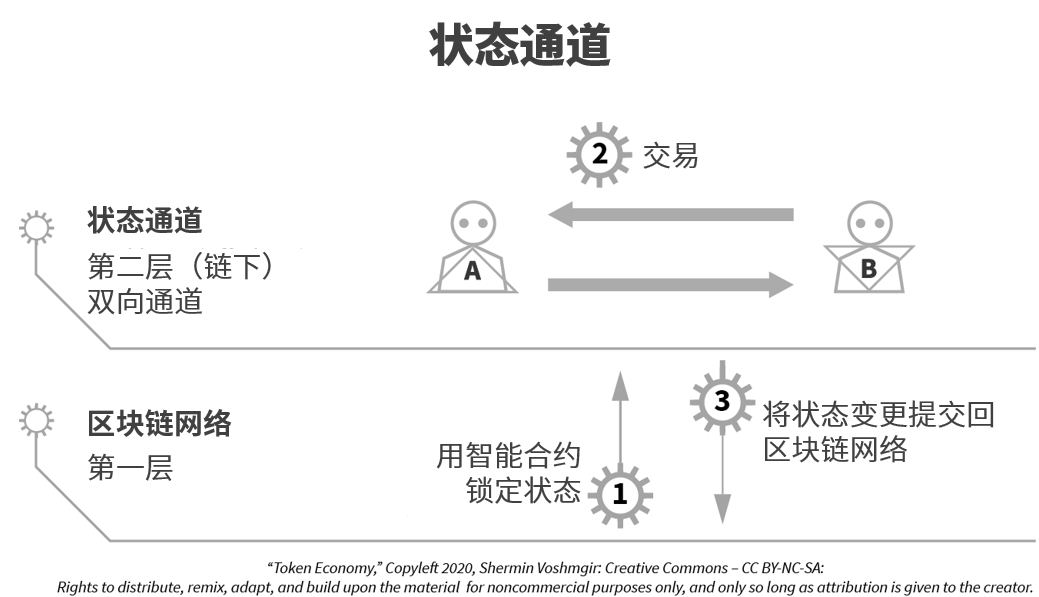 状态通道
2 交易
状态通道
第二层（链下）
双向通道
A
B
区块链网络
第一层
用智能合约
锁定状态
1
3
将状态变更提交回
区块链网络
“Token Economy,” Copyleft 2020, Shermin Voshmgir: Creative Commons – CC BY-NC-SA:
Rights to distribute, remix, adapt, and build upon the material for noncommercial purposes only, and only so long as attribution is given to the creator.